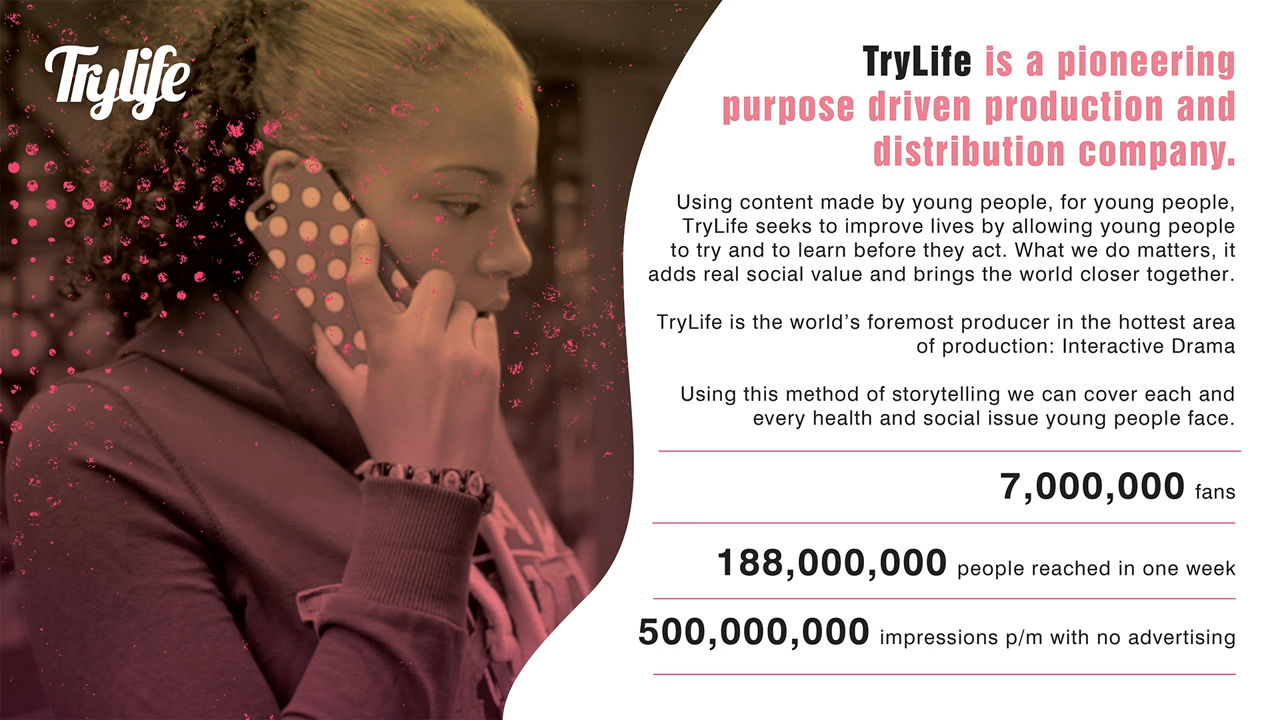 Trylife
TryLife is a pioneering
purpose driven production and
distribution company.
Using content made by young people, for young people,
TryLife seeks to improve lives by allowing young people
to try and to learn before they act. What we do matters, it
adds real social value and brings the world closer together.
TryLife is the world’s foremost producer in the hottest area
of production: Interactive Drama
Using this method of storytelling we can cover each and
every health and social issue young people face.
7,000,000 fans
188,000,000 people reached in one week
500,000,000 impressions p/m with no advertising